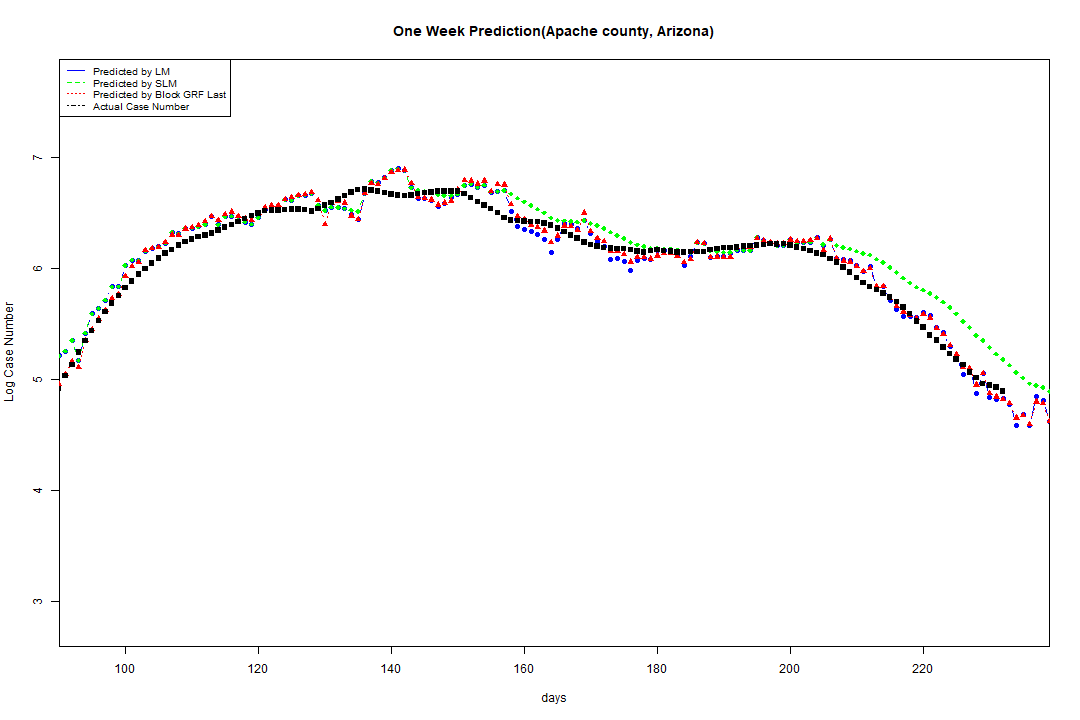 One Week Prediction(Apache county, Arizona)
Predicted by LM
Predicted by SLM
Predicted by Block GRF Last
Actual Case Number
7
6
5
4
3
Log Case Number
100 120 140 160 180 200 220
days